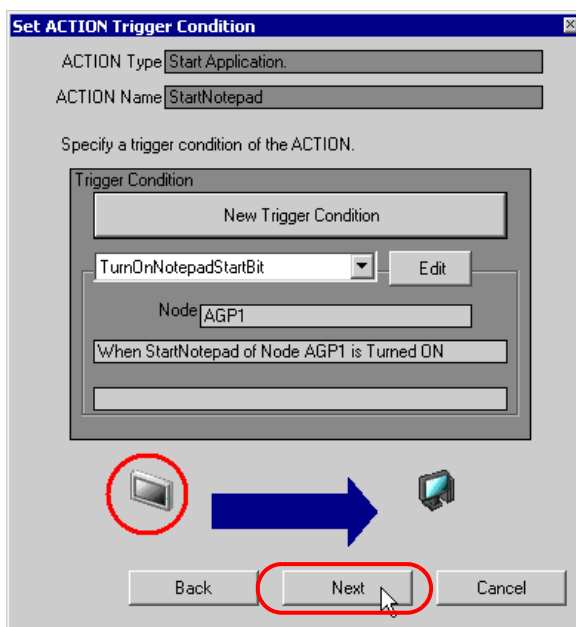 Set ACTION Trigger Condition
ACTION Type Start Application.
ACTION Name StartNotepad
Specify a trigger condition of the ACTION.
Trigger Condition
New Trigger Condition
TurnOnNotepadStartBit Edit
Node AGP1
When StartNotepad of Node AGP1 is Turned ON
Back Next Cancel